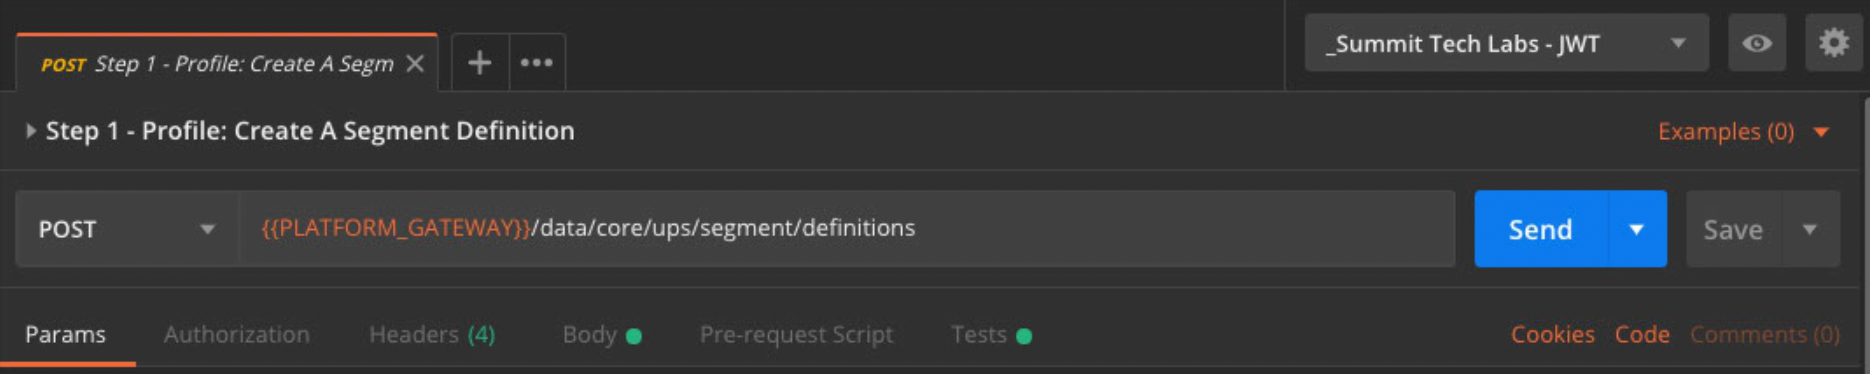 POST Step 1 - Profile: Create A Segm
_Summit Tech Labs - JWT
Step 1 - Profile: Create A Segment Definition
Examples (0)
POST
{{PLATFORM_GATEWAY}}/data/core/ups/segment/definitions
Send
Save
Params Authorization Headers (4) Body Pre-request Script Tests
Cookies Code Comments (0)